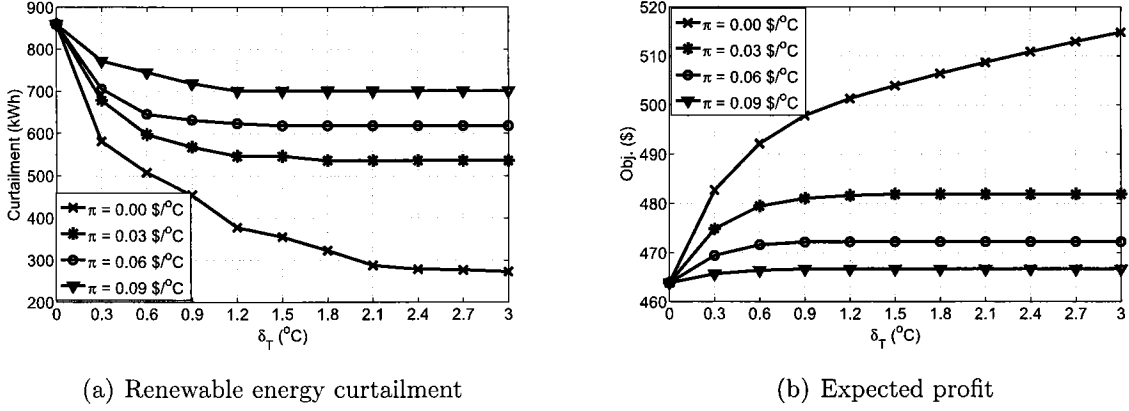 900
800
700
600
500
400
300
200
Curtailment (kWh)
π = 0.00 $/°C
π = 0.03 $/°C
π = 0.06 $/°C
π = 0.09 $/°C
0 0.3 0.6 0.9 1.2 1.5 1.8 2.1 2.4 2.7 3
δ_T (°C)
(a) Renewable energy curtailment
520
510
500
490
480
470
460
Obj. ($)
π = 0.00 $/°C
π = 0.03 $/°C
π = 0.06 $/°C
π = 0.09 $/°C
0 0.3 0.6 0.9 1.2 1.5 1.8 2.1 2.4 2.7 3
δ_T (°C)
(b) Expected profit